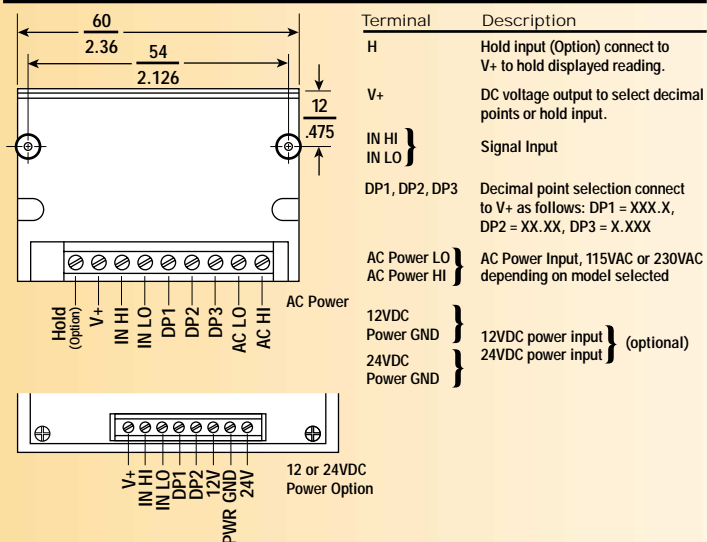 60
2.36
54
2.126
12
.475
Hold
(Option)
V+
IN HI
IN LO
DP1
DP2
DP3
AC LO
AC HI
AC Power
V+
IN HI
IN LO
DP1
DP2
12V
PWR GND
24V
12 or 24VDC
Power Option
Terminal Description
H Hold input (Option) connect to
V+ to hold displayed reading.
V+ DC voltage output to select decimal
points or hold input.
IN HI
IN LO
Signal Input
DP1, DP2, DP3 Decimal point selection connect
to V+ as follows: DP1 = XXX.X,
DP2 = XX.XX, DP3 = X.XXX
AC Power LO AC Power Input, 115VAC or 230VAC
AC Power HI depending on model selected
12VDC
Power GND
24VDC
Power GND
12VDC power input
24VDC power input
(optional)